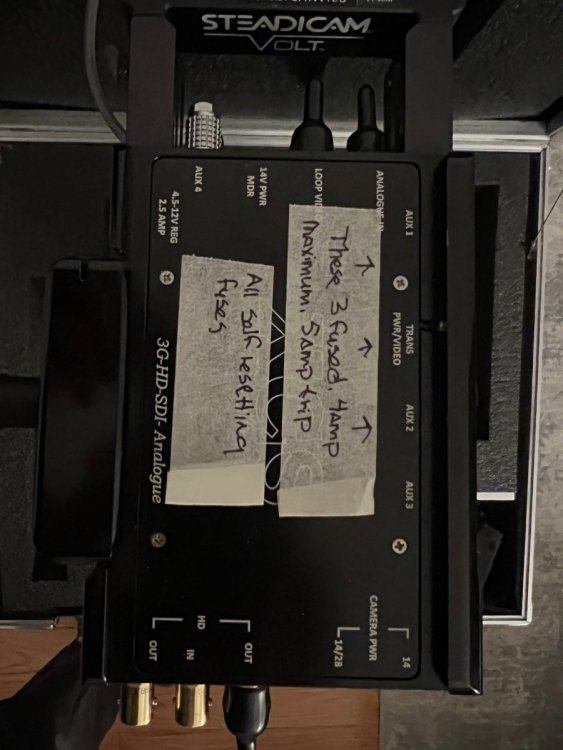 STEADICAM
VOLT
AUX 1
TRANS
PWR/VIDEO
AUX 2
AUX 3
ANALOGUE IN
LOOP
14V PWR
MDR
AUX 4
4.5-12V REG
2.5 AMP
↑ ↑ ↑
These 3 fused, 4amp
maximum, 5amp trip
All self resetting
fuses
3G-HD-SDI- Analogue
14
CAMERA PWR
14/28
OUT
HD
IN
OUT